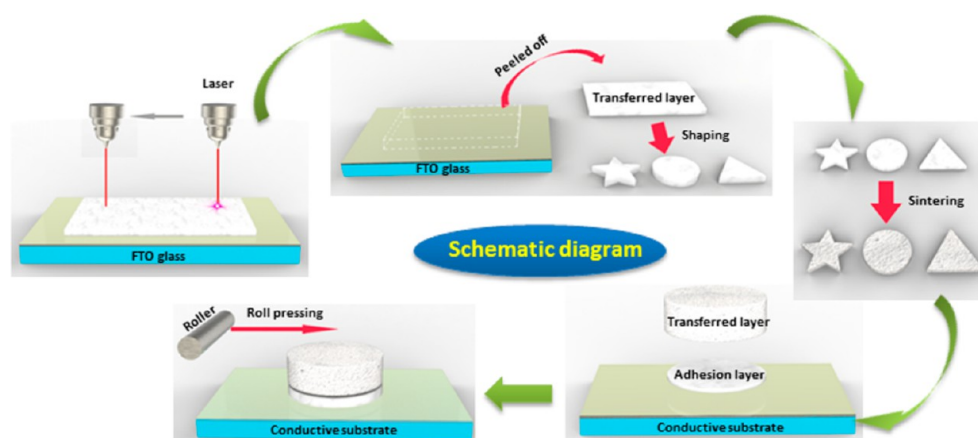 Laser
FTO glass
Peeled off
Transferred layer
Shaping
FTO glass
Sintering
Schematic diagram
Transferred layer
Adhesion layer
Conductive substrate
Roller
Roll pressing
Conductive substrate